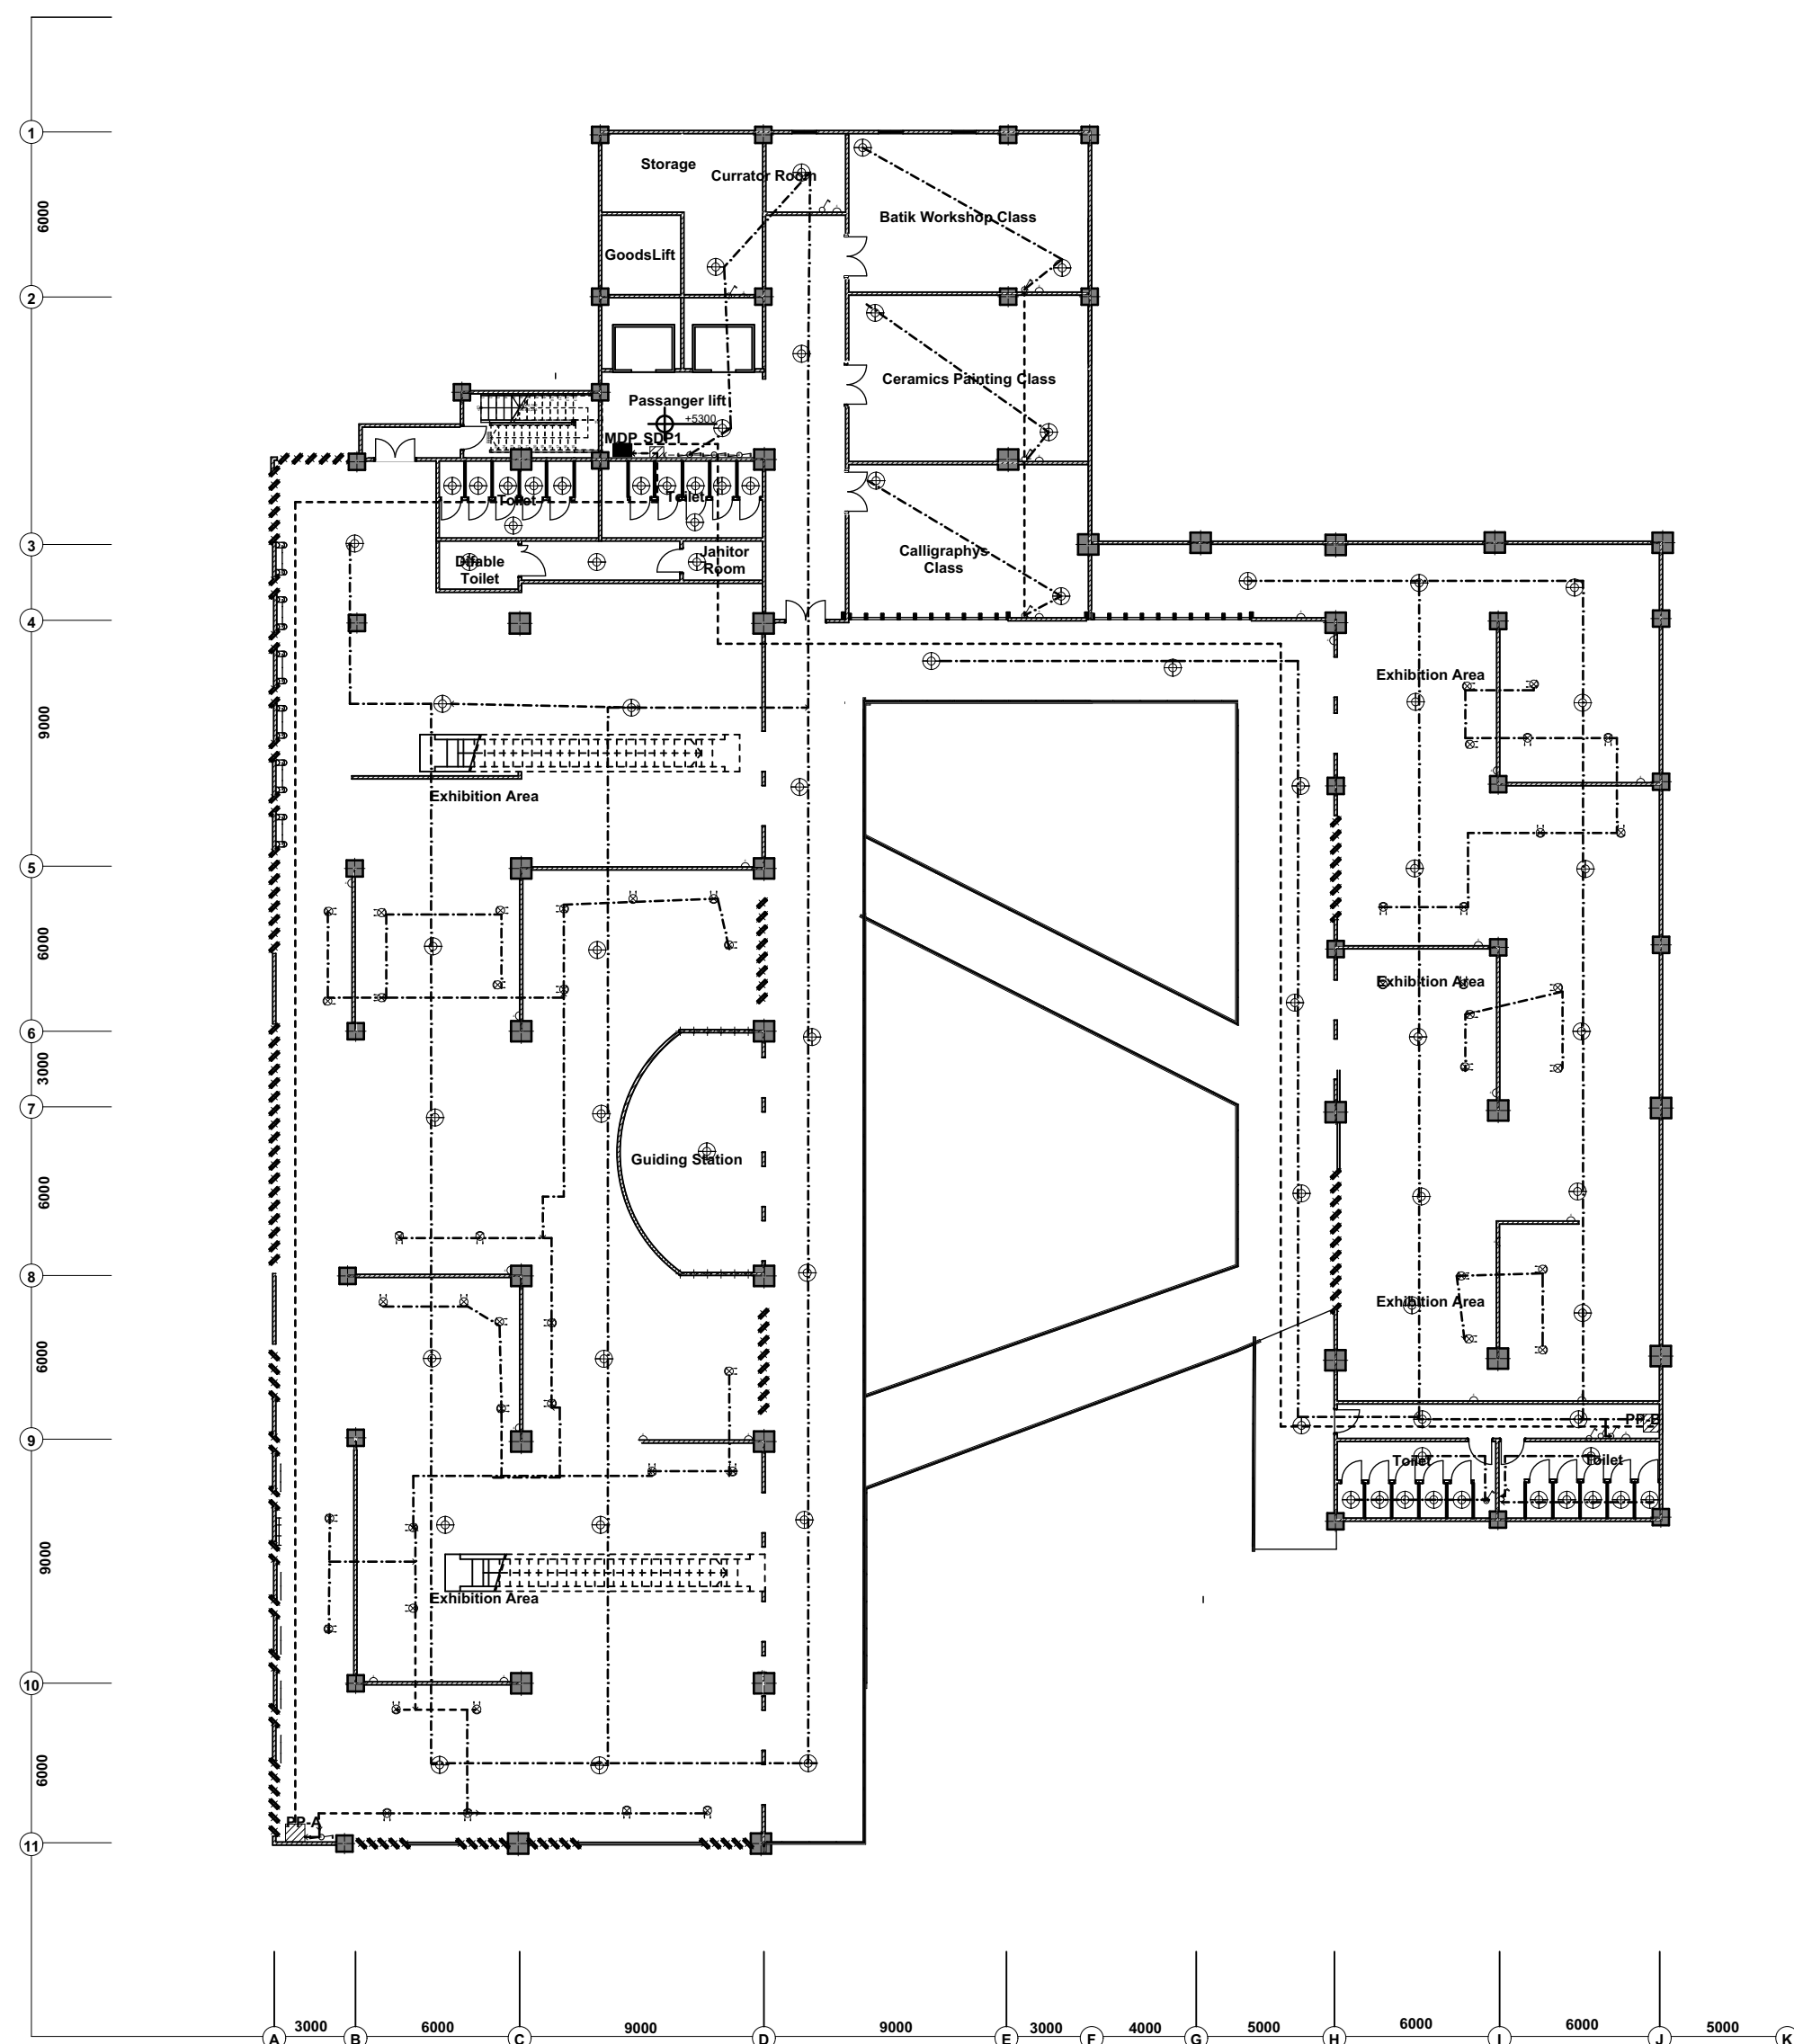 1
Storage
Currator Room
6000
Batik Workshop Class
GoodsLift
2
Ceramics Painting Class
Passanger lift
+5300
MDP SDP1
Toilet
Toilet
3
Difable
Toilet
Janitor
Room
Calligraphys
Class
4
Exhibition Area
9000
Exhibition Area
5
6000
Exhibition Area
6
3000
7
Guiding Station
6000
8
Exhibition Area
6000
PP-B
9
Toilet
Toilet
9000
Exhibition Area
10
6000
PP-A
11
3000
6000
9000
9000
3000
4000
5000
6000
6000
5000
A
B
C
D
E
F
G
H
I
J
K